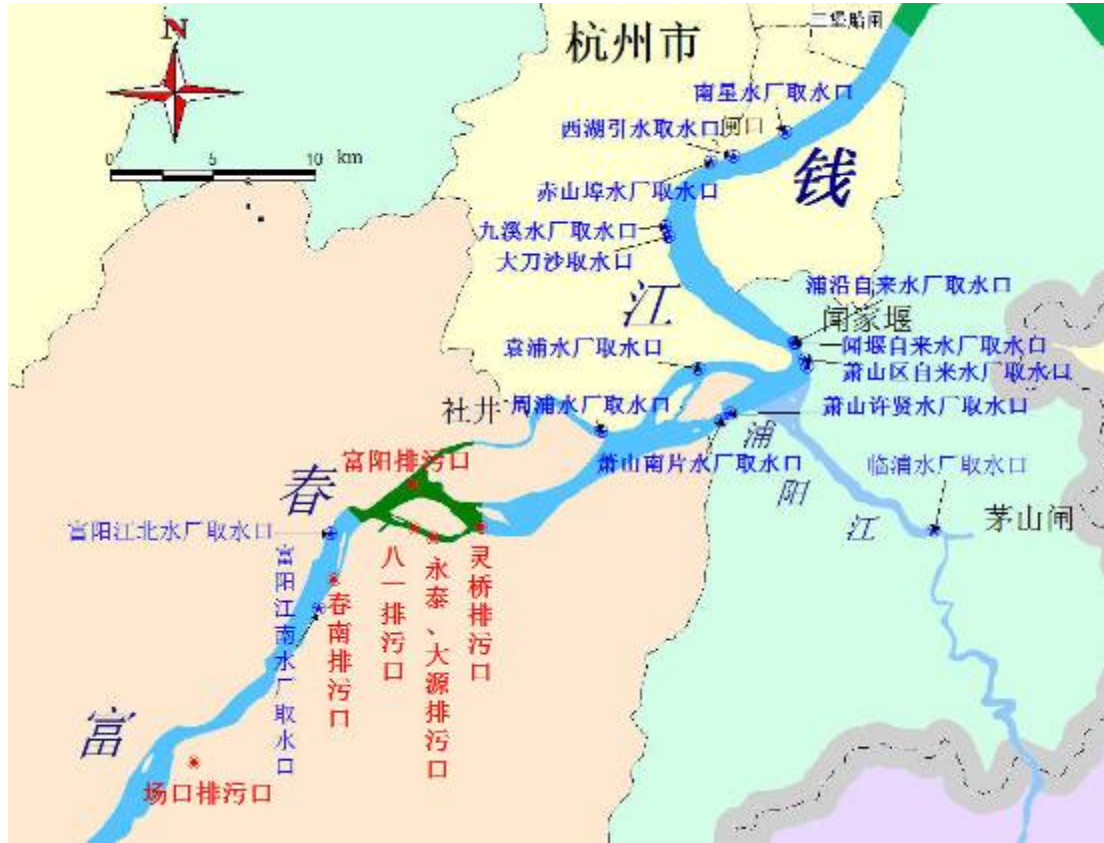 三堡船闸
杭州市
N
南星水厂取水口
西湖引水取水口
闸口
0 5 10 km
钱
赤山埠水厂取水口
九溪水厂取水口
大刀沙取水口
浦沿自来水厂取水口
江
闻家堰
袁浦水厂取水口
闻堰自来水厂取水口
萧山区自来水厂取水口
社井
周浦水厂取水口
萧山许贤水厂取水口
浦
富阳排污口
萧山南片水厂取水口
临浦水厂取水口
春
阳
茅山闸
富阳江北水厂取水口
江
富阳江南水厂取水口
八一排污口
永泰、大源排污口
灵桥排污口
春南排污口
富
场口排污口